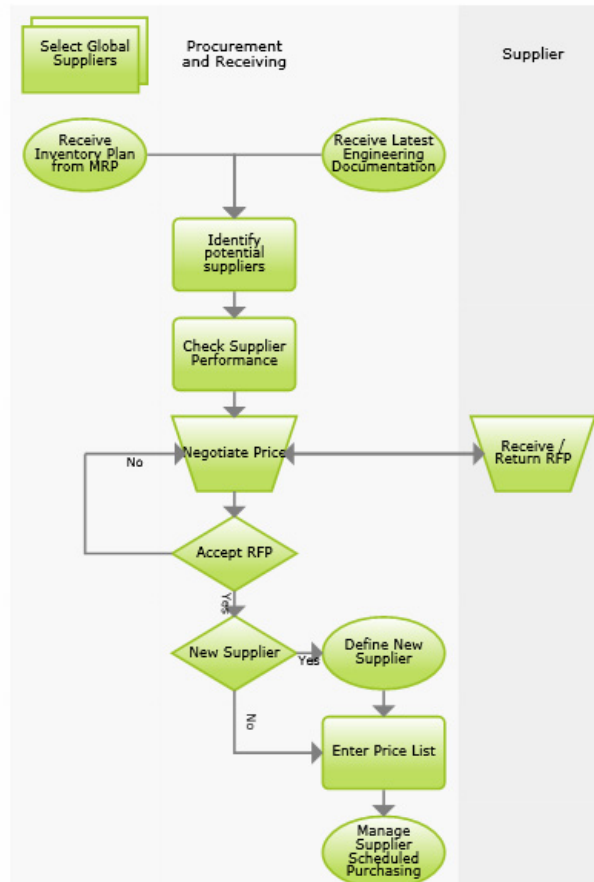 Select Global
Suppliers
Procurement
and Receiving
Supplier
Receive
Inventory Plan
from MRP
Receive Latest
Engineering
Documentation
Identify
potential
suppliers
Check Supplier
Performance
Negotiate Price
Receive /
Return RFP
No
Accept RFP
Yes
New Supplier
Yes
Define New
Supplier
No
Enter Price List
Manage
Supplier
Scheduled
Purchasing